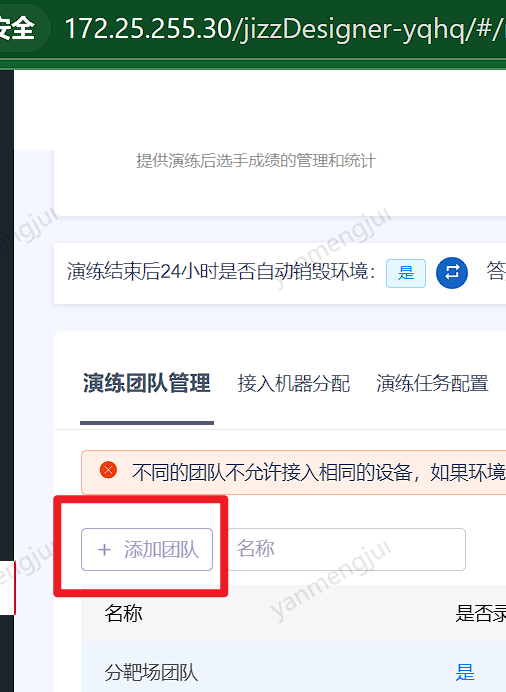 安全 172.25.255.30/jizzDesigner-yqhq/#/
提供演练后选手成绩的管理和统计
演练结束后24小时是否自动销毁环境： 是 答
演练团队管理 接入机器分配 演练任务配置
不同的团队不允许接入相同的设备，如果环境
+ 添加团队 名称
名称 是否录
分靶场团队 是
yanmengjui
yanmengjui
yanmengjui
yanmengjui